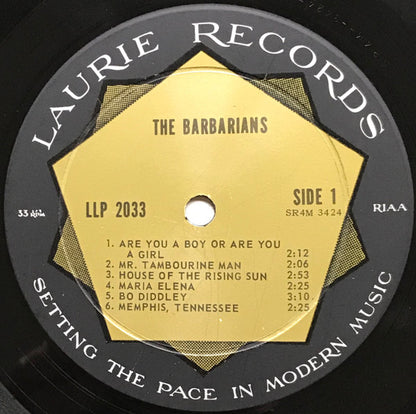 LAURIE RECORDS
THE BARBARIANS
LLP 2033
SIDE 1
SR4M 3424
33 ⅓ RPM
RIAA
1. ARE YOU A BOY OR ARE YOU
A GIRL 2:12
2. MR. TAMBOURINE MAN 2:06
3. HOUSE OF THE RISING SUN 2:53
4. MARIA ELENA 2:25
5. BO DIDDLEY 3:10
6. MEMPHIS, TENNESSEE 2:25
SETTING THE PACE IN MODERN MUSIC